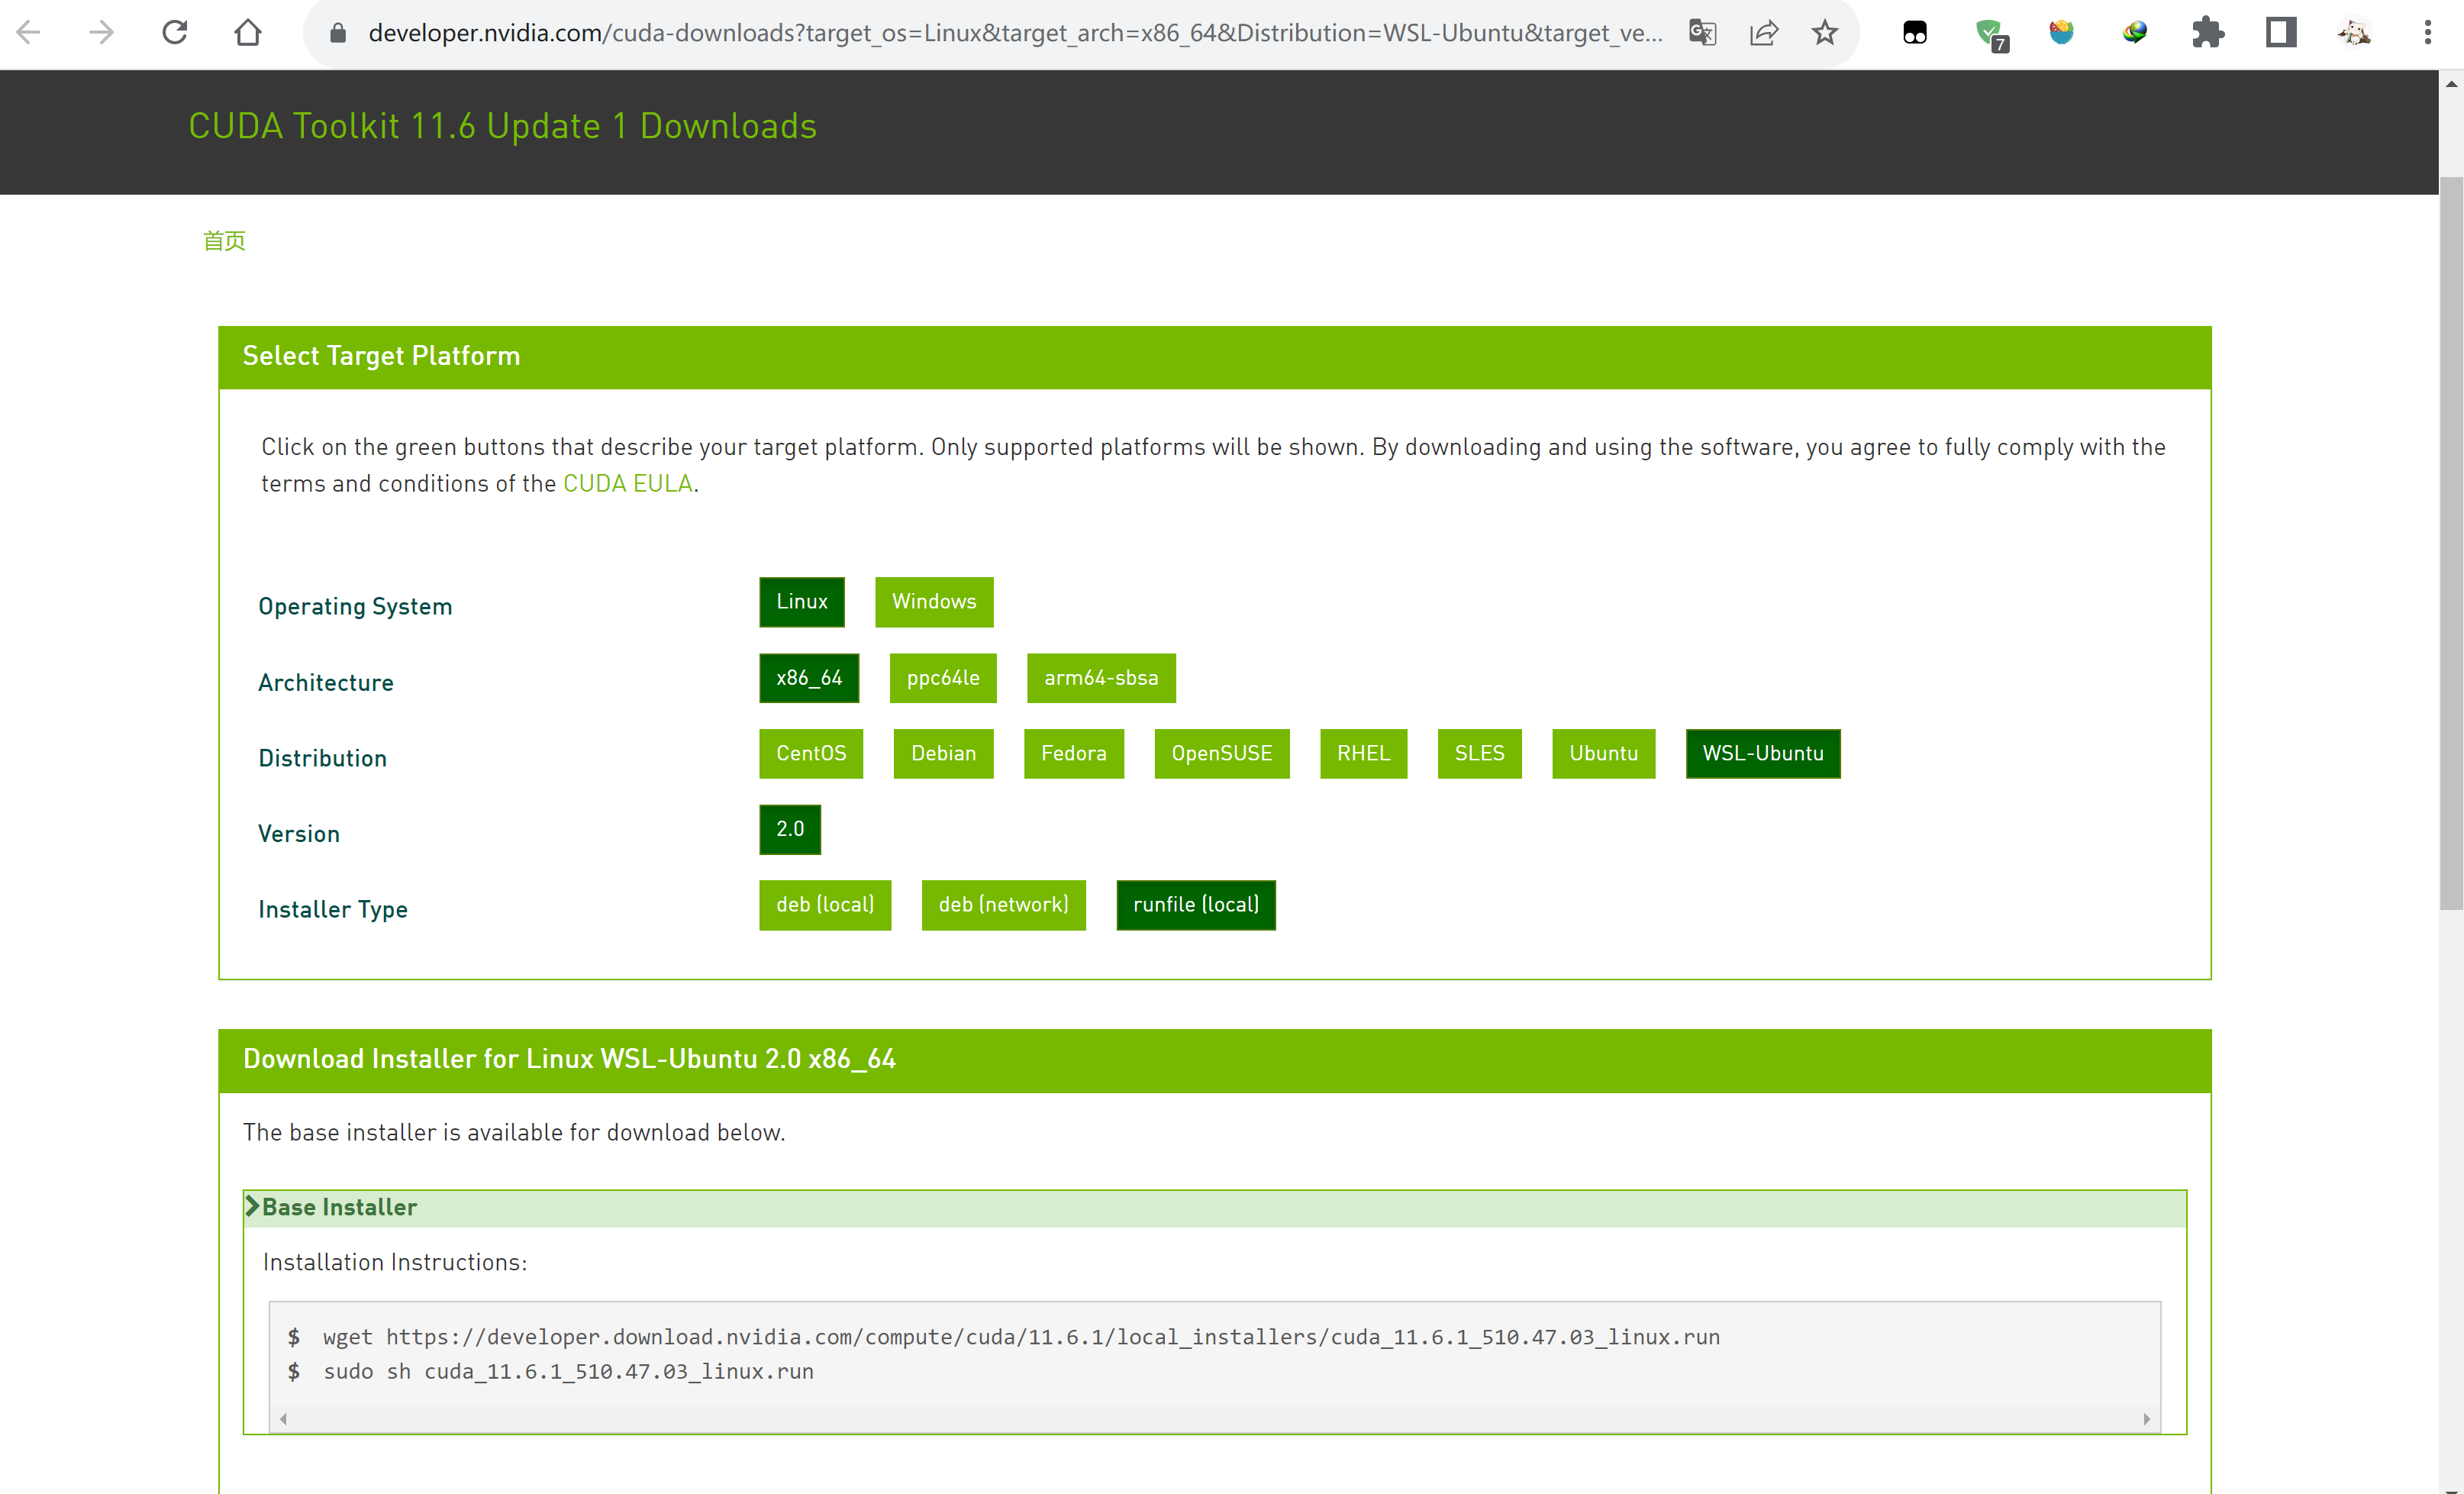 developer.nvidia.com/cuda-downloads?target_os=Linux&target_arch=x86_64&Distribution=WSL-Ubuntu&target_ve...
7
CUDA Toolkit 11.6 Update 1 Downloads
首页
Select Target Platform
Click on the green buttons that describe your target platform. Only supported platforms will be shown. By downloading and using the software, you agree to fully comply with the
terms and conditions of the CUDA EULA.
Operating System Linux Windows
Architecture x86_64 ppc64le arm64-sbsa
Distribution CentOS Debian Fedora OpenSUSE RHEL SLES Ubuntu WSL-Ubuntu
Version 2.0
Installer Type deb (local) deb (network) runfile (local)
Download Installer for Linux WSL-Ubuntu 2.0 x86_64
The base installer is available for download below.
Base Installer
Installation Instructions:
$ wget https://developer.download.nvidia.com/compute/cuda/11.6.1/local_installers/cuda_11.6.1_510.47.03_linux.run
$ sudo sh cuda_11.6.1_510.47.03_linux.run